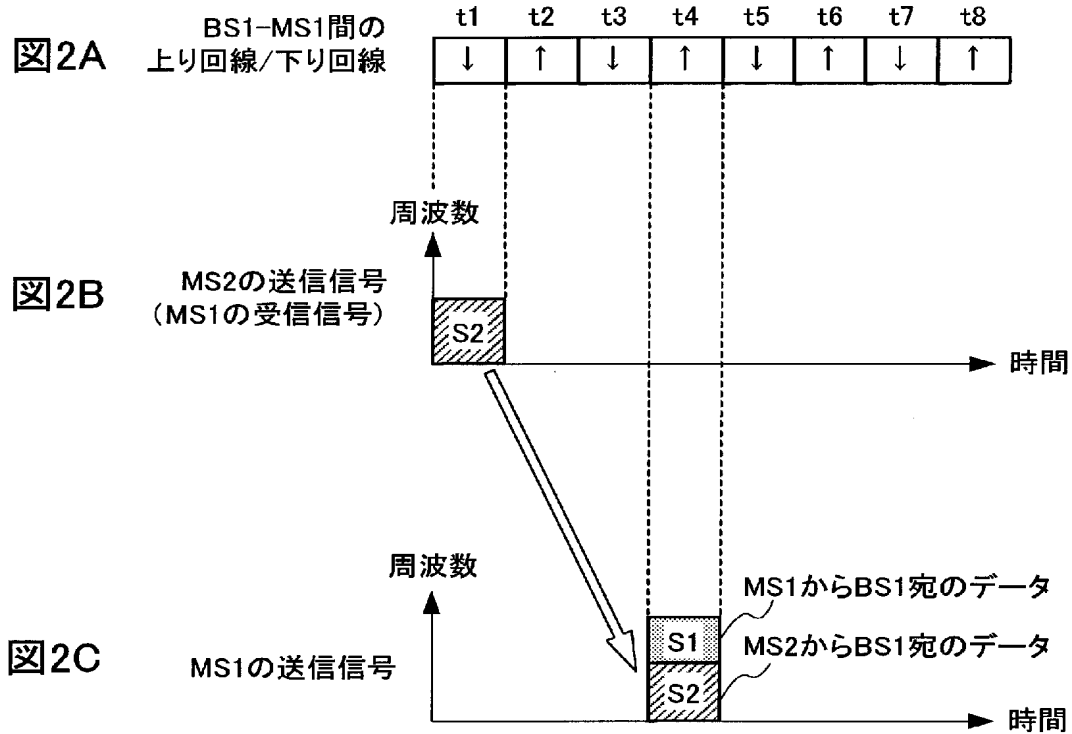 図2A
BS1-MS1間の
上り回線/下り回線
t1 t2 t3 t4 t5 t6 t7 t8
↓ ↑ ↓ ↑ ↓ ↑ ↓ ↑
周波数
図2B
MS2の送信信号
(MS1の受信信号)
S2
時間
周波数
図2C
MS1の送信信号
S1
MS1からBS1宛のデータ
S2
MS2からBS1宛のデータ
時間